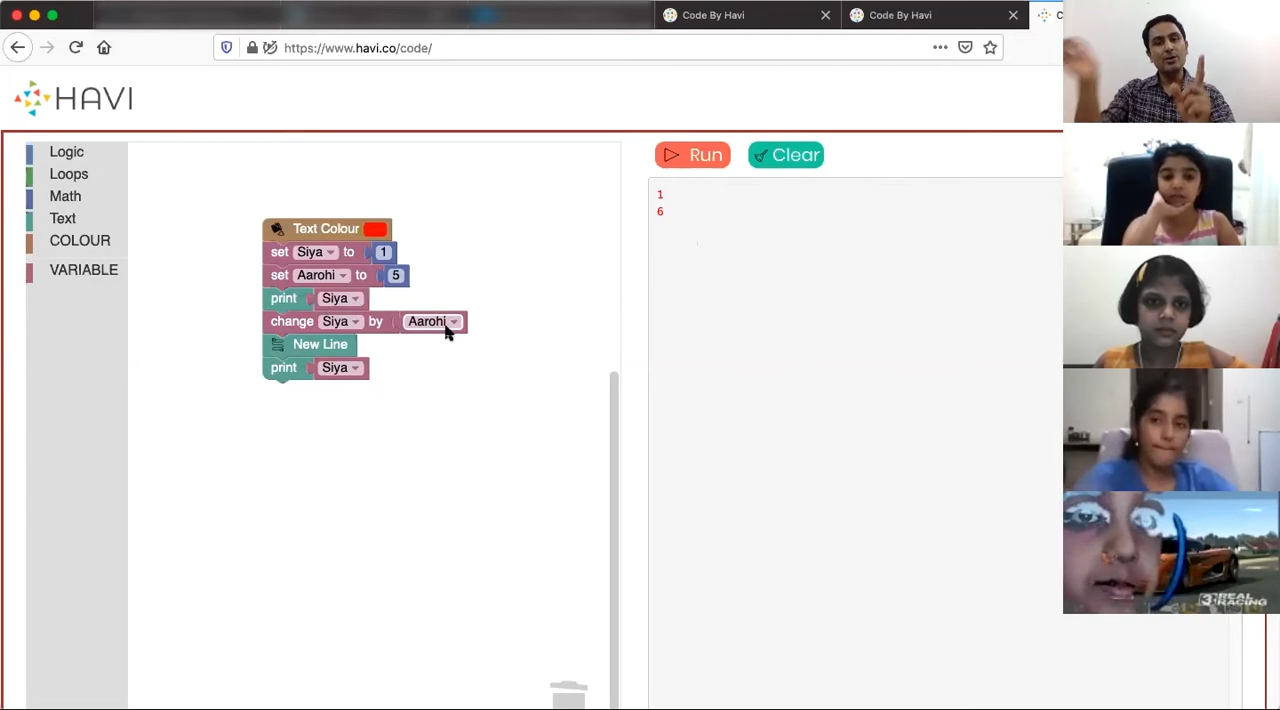 Code By Havi
Code By Havi
https://www.havi.co/code/
HAVI
Logic
Loops
Math
Text
COLOUR
VARIABLE
Text Colour
set Siya to 1
set Aarohi to 5
print Siya
change Siya by Aarohi
New Line
print Siya
Run
Clear
1
6
3 REAL
RACING